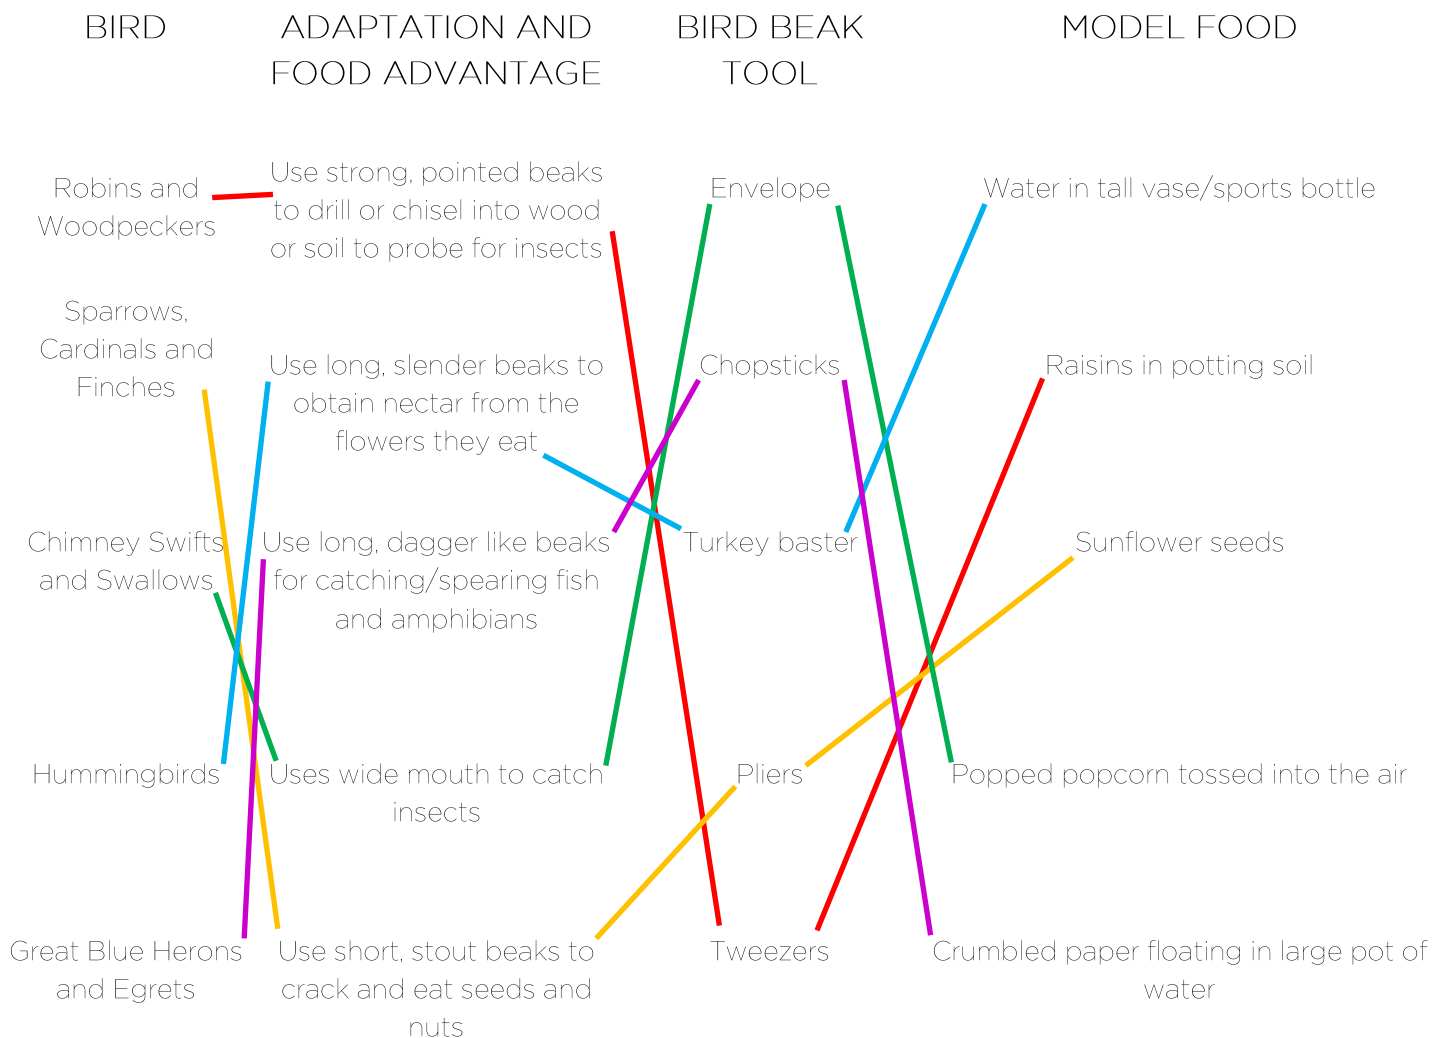 BIRD
ADAPTATION AND
FOOD ADVANTAGE
BIRD BEAK
TOOL
MODEL FOOD
Robins and
Woodpeckers
Use strong, pointed beaks
to drill or chisel into wood
or soil to probe for insects
Envelope
Water in tall vase/sports bottle
Sparrows,
Cardinals and
Finches
Use long, slender beaks to
obtain nectar from the
flowers they eat
Chopsticks
Raisins in potting soil
Chimney Swifts
and Swallows
Use long, dagger like beaks
for catching/spearing fish
and amphibians
Turkey baster
Sunflower seeds
Hummingbirds
Uses wide mouth to catch
insects
Pliers
Popped popcorn tossed into the air
Great Blue Herons
and Egrets
Use short, stout beaks to
crack and eat seeds and
nuts
Tweezers
Crumbled paper floating in large pot of
water